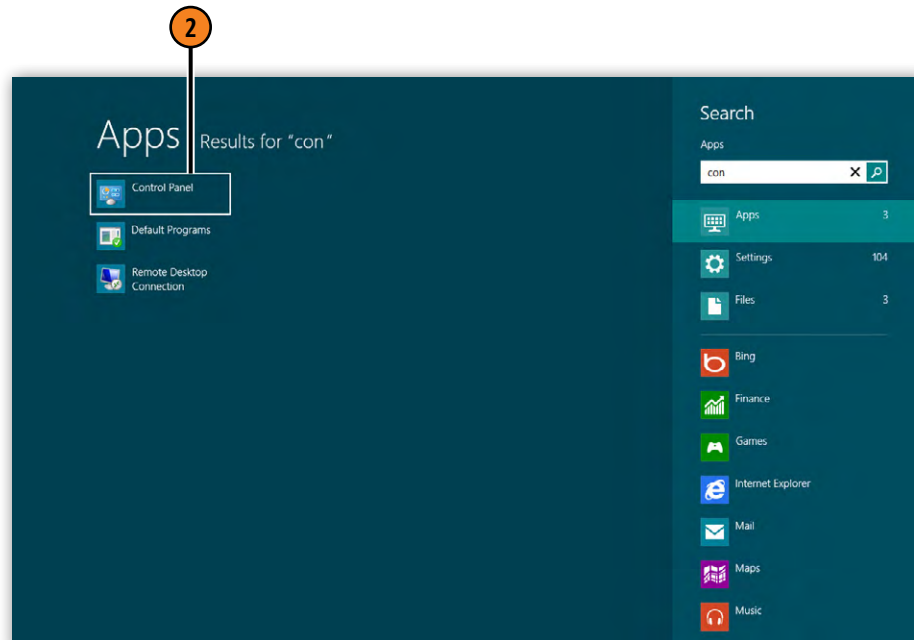 2
Apps Results for "con"
Control Panel
Default Programs
Remote Desktop
Connection
Search
Apps
con
Apps 3
Settings 104
Files 3
Bing
Finance
Games
Internet Explorer
Mail
Maps
Music